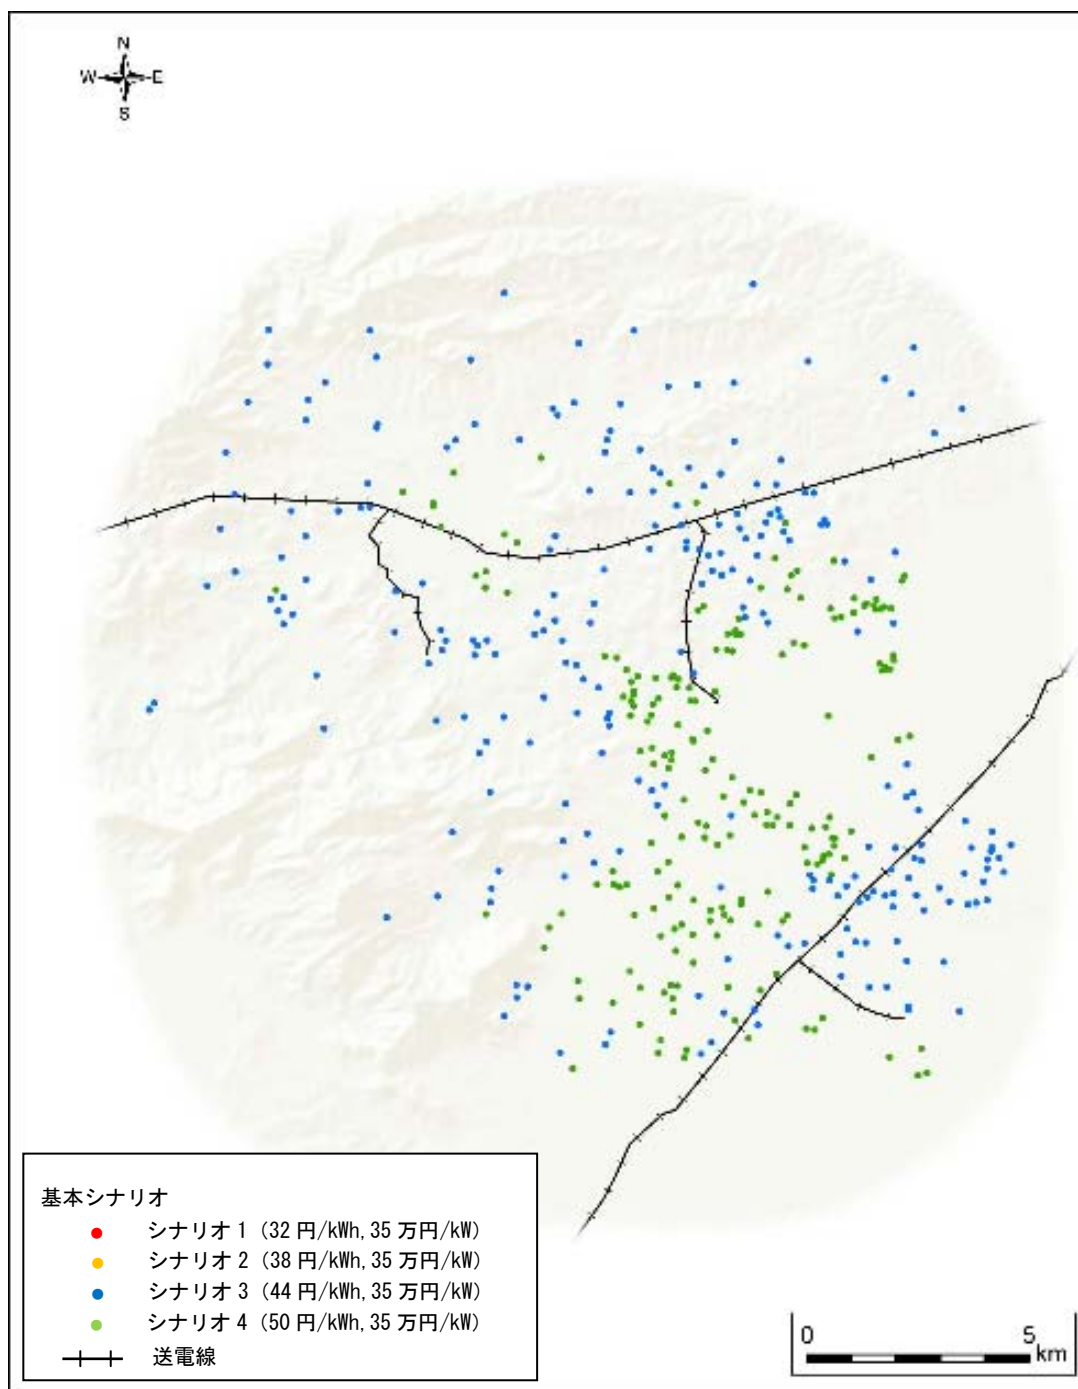 N
W E
S
基本シナリオ
シナリオ 1 (32 円/kWh, 35 万円/kW)
シナリオ 2 (38 円/kWh, 35 万円/kW)
シナリオ 3 (44 円/kWh, 35 万円/kW)
シナリオ 4 (50 円/kWh, 35 万円/kW)
送電線
0 5
km